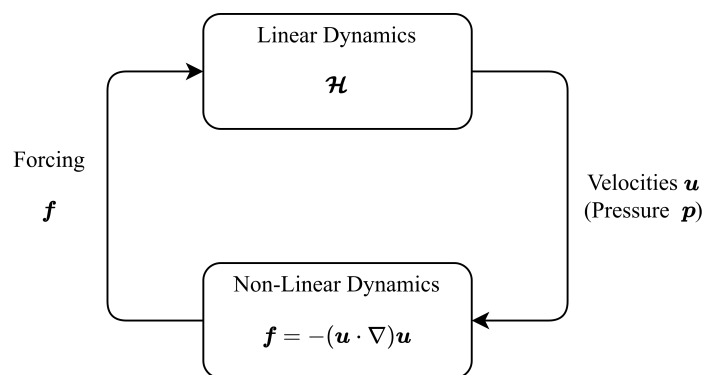 Linear Dynamics
𝓗
Forcing
𝒇
Velocities 𝒖
(Pressure 𝒑)
Non-Linear Dynamics
𝒇 = −(𝒖 · ∇)𝒖